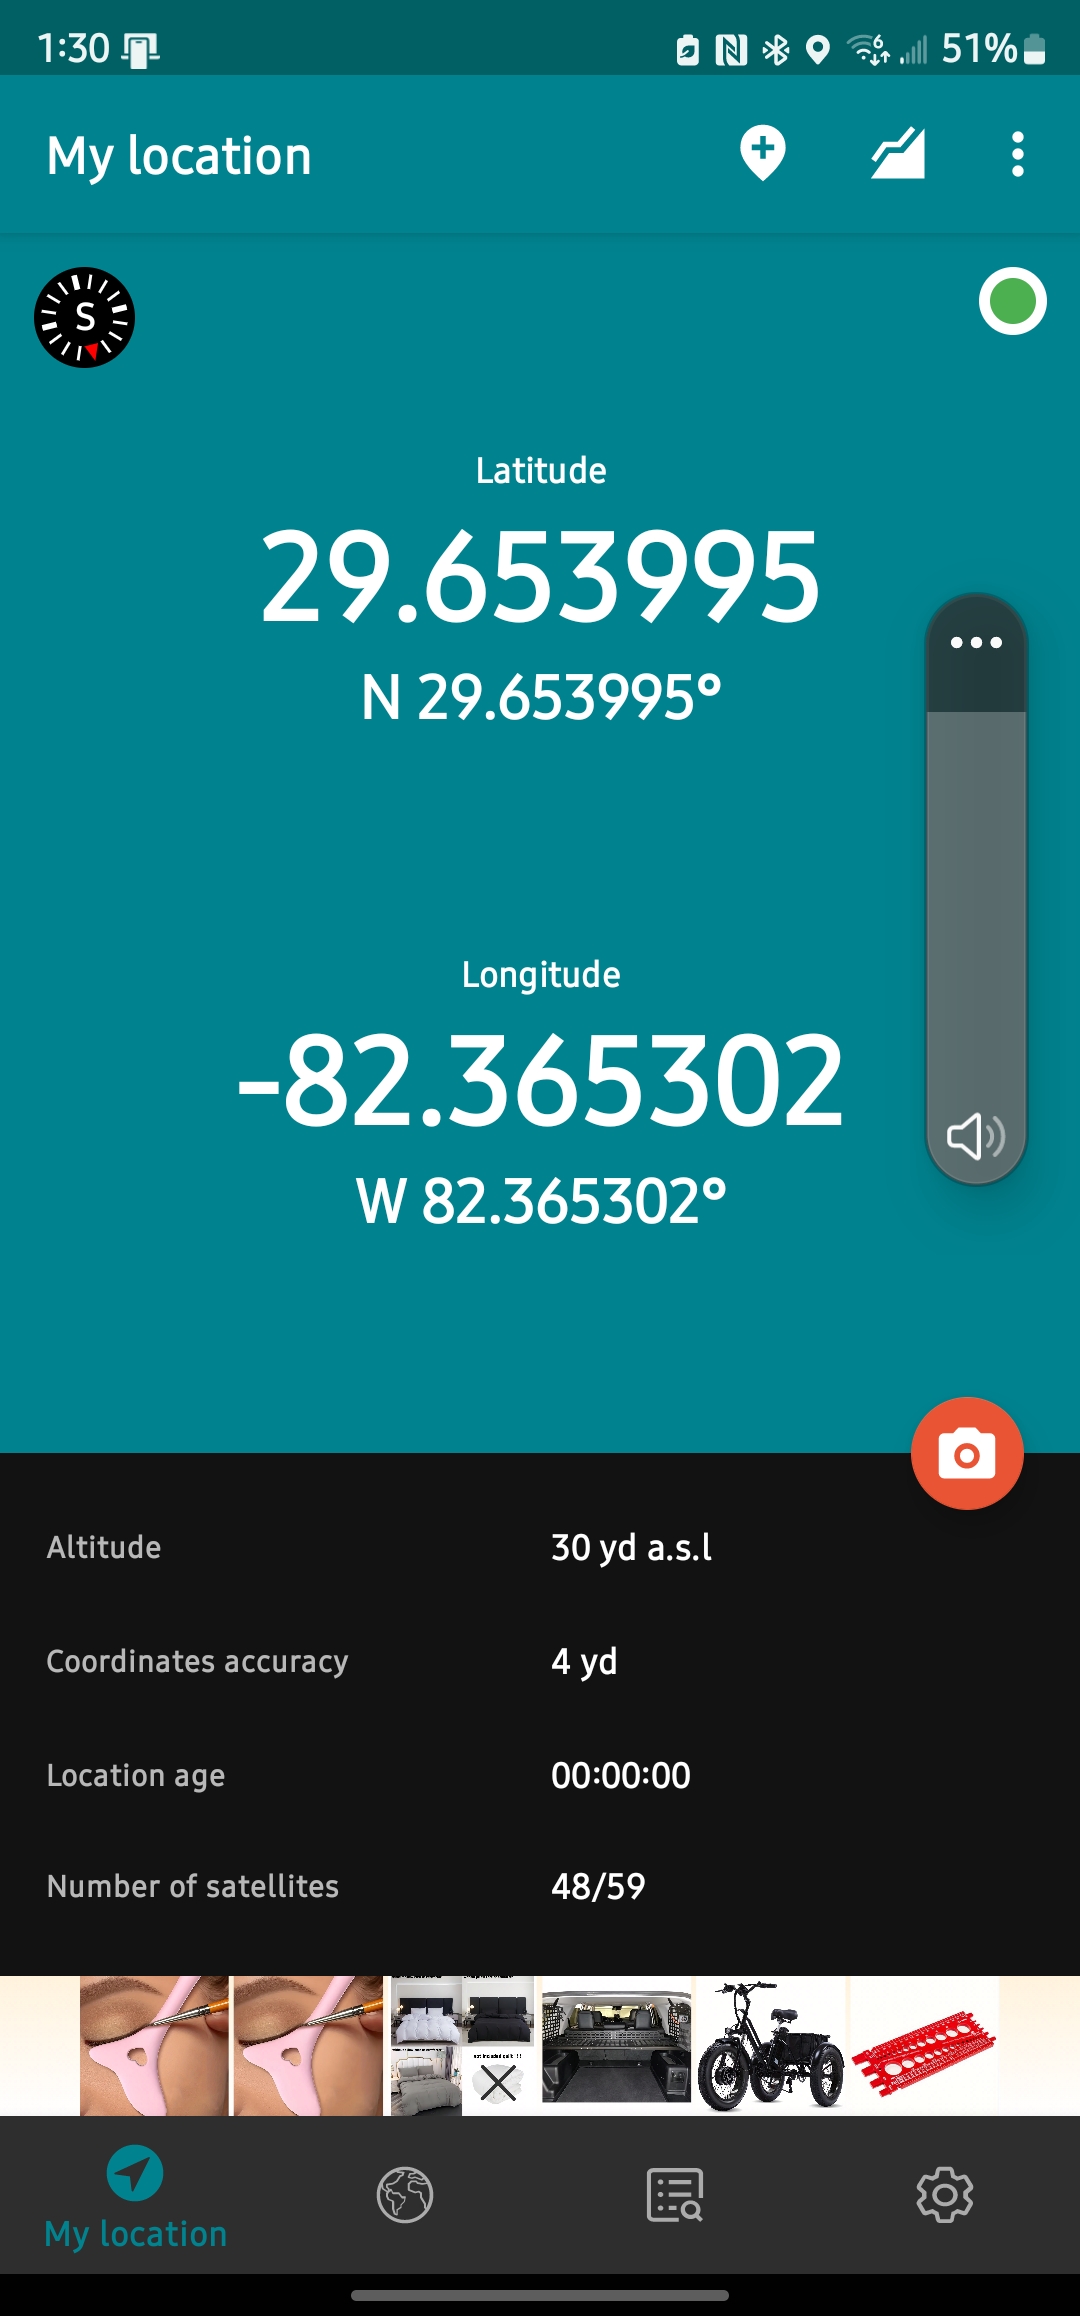 1:30
6
51%
My location
S
Latitude
29.653995
N 29.653995°
Longitude
-82.365302
W 82.365302°
Altitude
30 yd a.s.l
Coordinates accuracy
4 yd
Location age
00:00:00
Number of satellites
48/59
My location